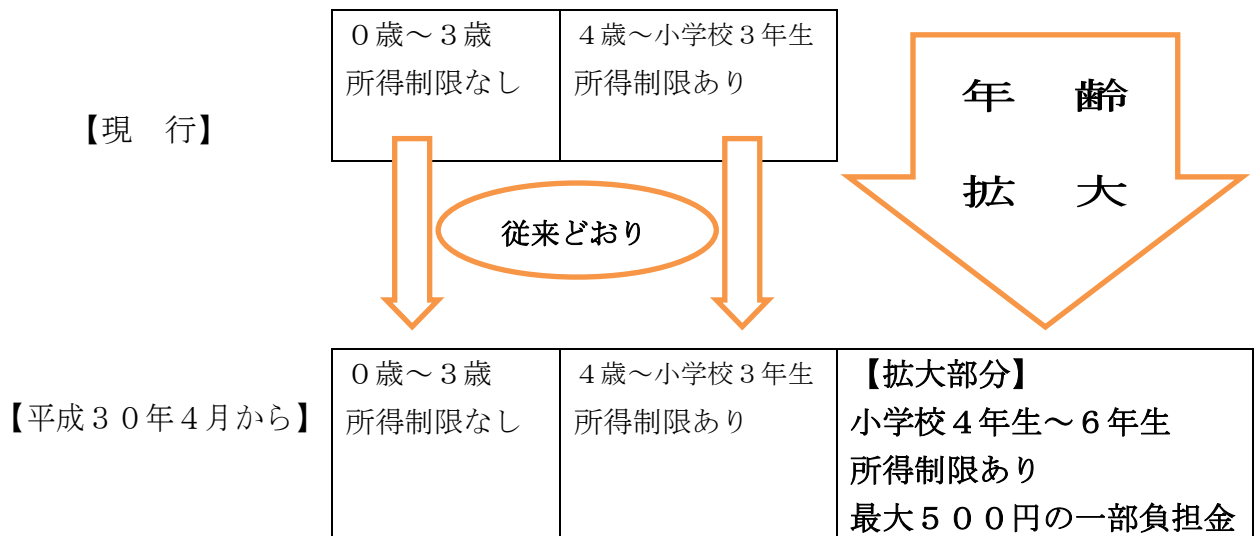 【現　行】
０歳～３歳
所得制限なし
４歳～小学校３年生
所得制限あり
年　齢
拡　大
従来どおり
【平成３０年４月から】
０歳～３歳
所得制限なし
４歳～小学校３年生
所得制限あり
【拡大部分】
小学校４年生～６年生
所得制限あり
最大５００円の一部負担金